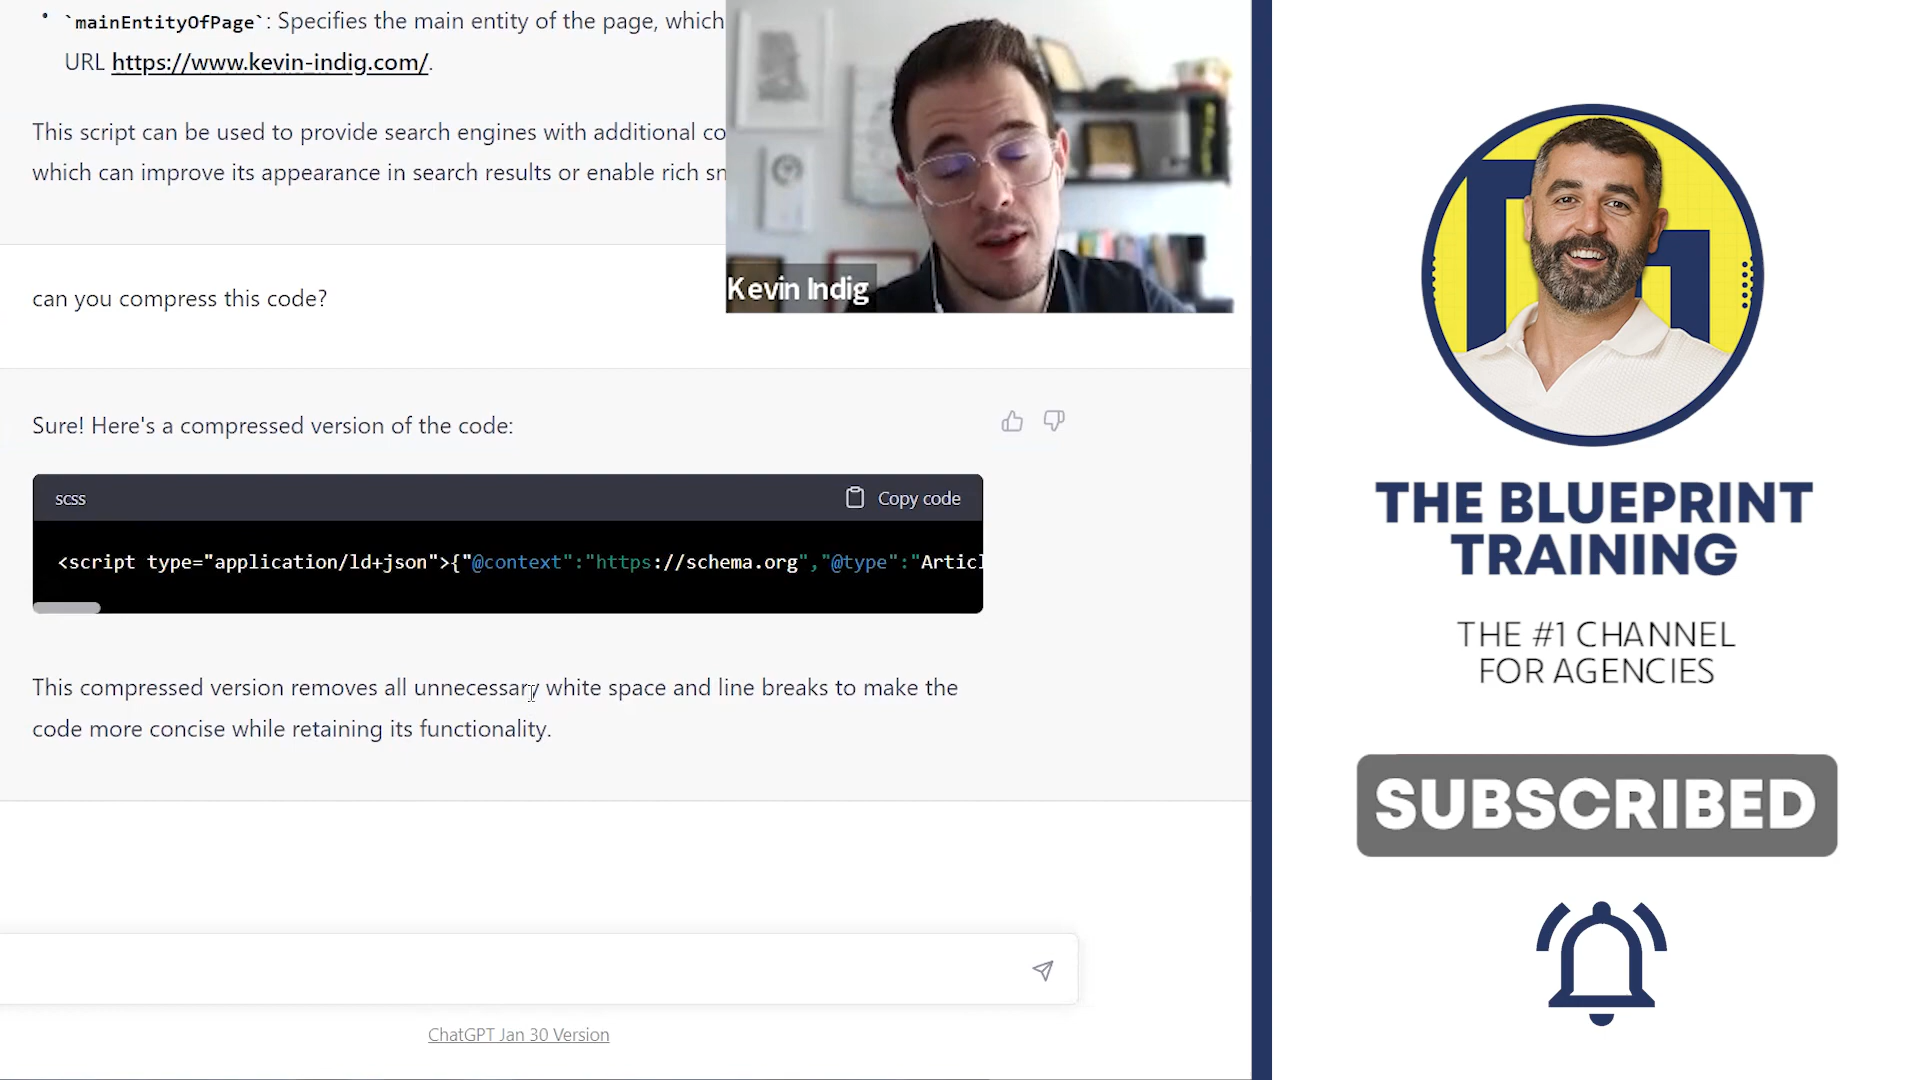 • `mainEntityOfPage`: Specifies the main entity of the page, which
URL https://www.kevin-indig.com/.
This script can be used to provide search engines with additional co
which can improve its appearance in search results or enable rich sn
Kevin Indig
can you compress this code?
Sure! Here's a compressed version of the code:
scss
Copy code
<script type="application/ld+json">{"@context":"https://schema.org","@type":"Articl
This compressed version removes all unnecessary white space and line breaks to make the
code more concise while retaining its functionality.
ChatGPT Jan 30 Version
THE BLUEPRINT
TRAINING
THE #1 CHANNEL
FOR AGENCIES
SUBSCRIBED